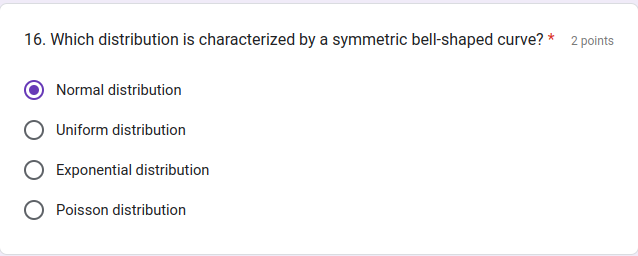 16. Which distribution is characterized by a symmetric bell-shaped curve? * 2 points
Normal distribution
Uniform distribution
Exponential distribution
Poisson distribution